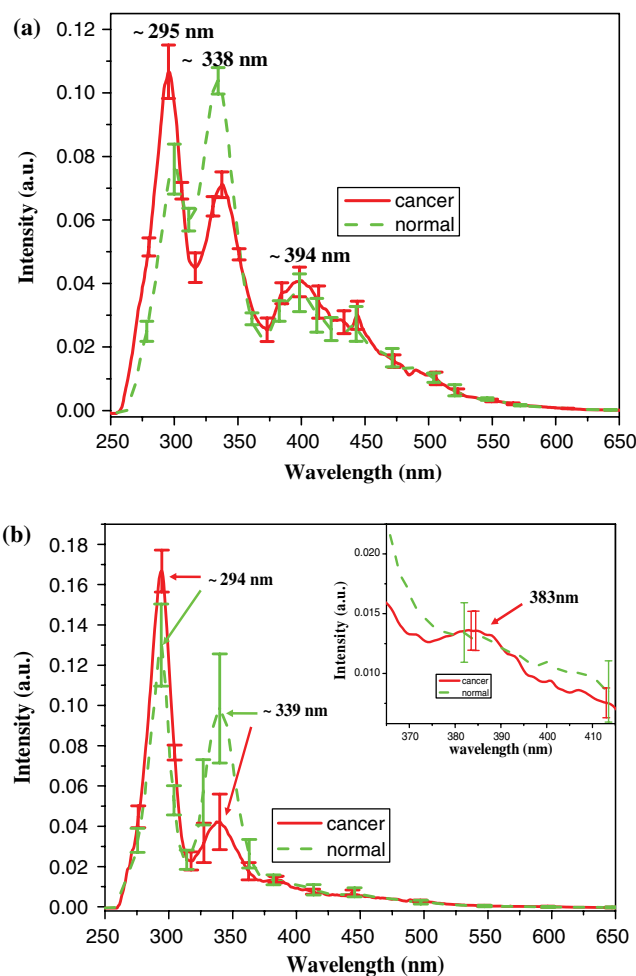 (a)
0.12
0.10
0.08
0.06
0.04
0.02
0.00
Intensity (a.u.)
~ 295 nm
~ 338 nm
~ 394 nm
cancer
normal
250 300 350 400 450 500 550 600 650
Wavelength (nm)
(b)
0.18
0.16
0.14
0.12
0.10
0.08
0.06
0.04
0.02
0.00
Intensity (a.u.)
~ 294 nm
~ 339 nm
cancer
normal
250 300 350 400 450 500 550 600 650
Wavelength (nm)
0.020
0.015
0.010
Intensity (a.u.)
383nm
cancer
normal
370 380 390 400 410
wavelength (nm)